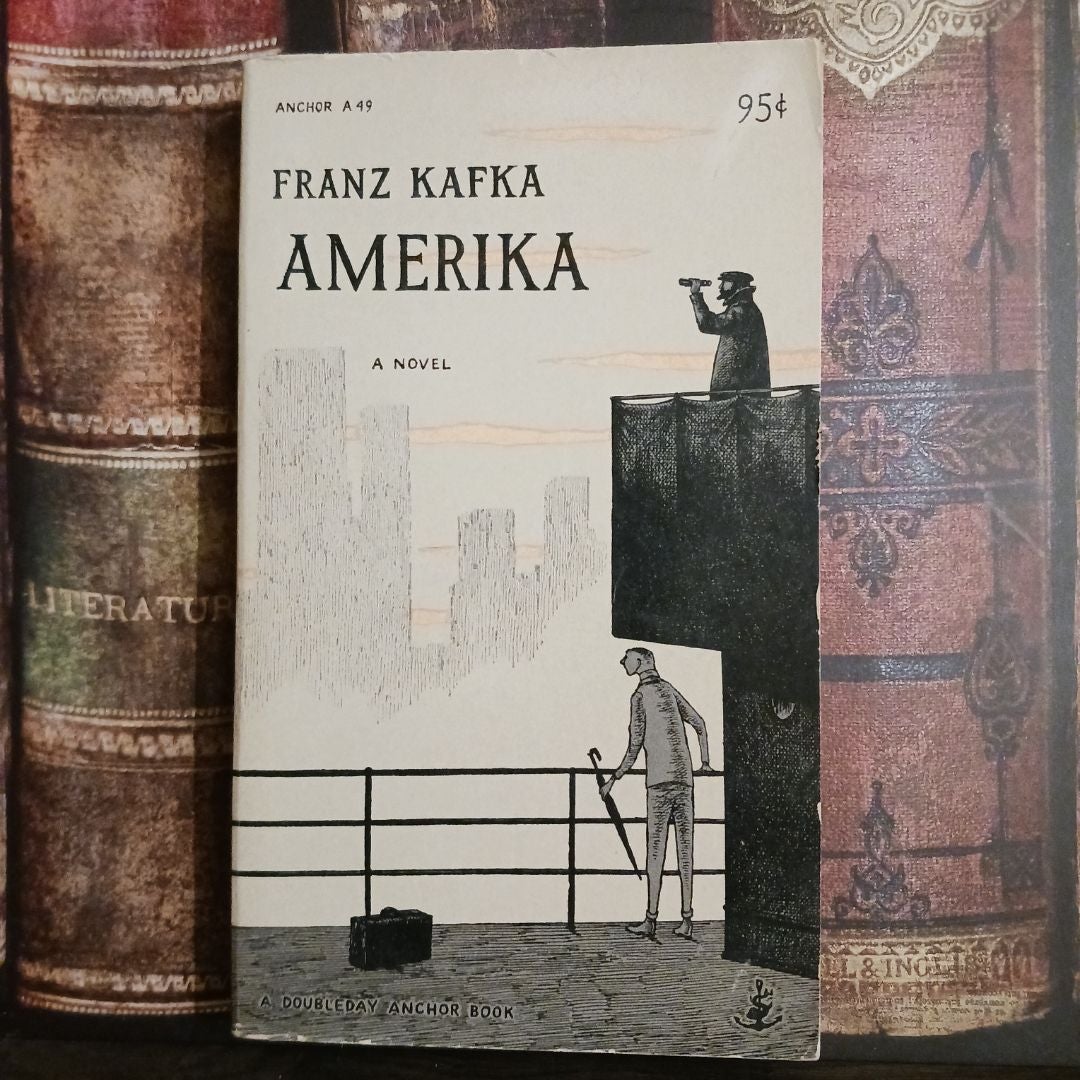 ANCHOR A49
95¢
FRANZ KAFKA
AMERIKA
A NOVEL
LITERATUR
A DOUBLEDAY ANCHOR BOOK